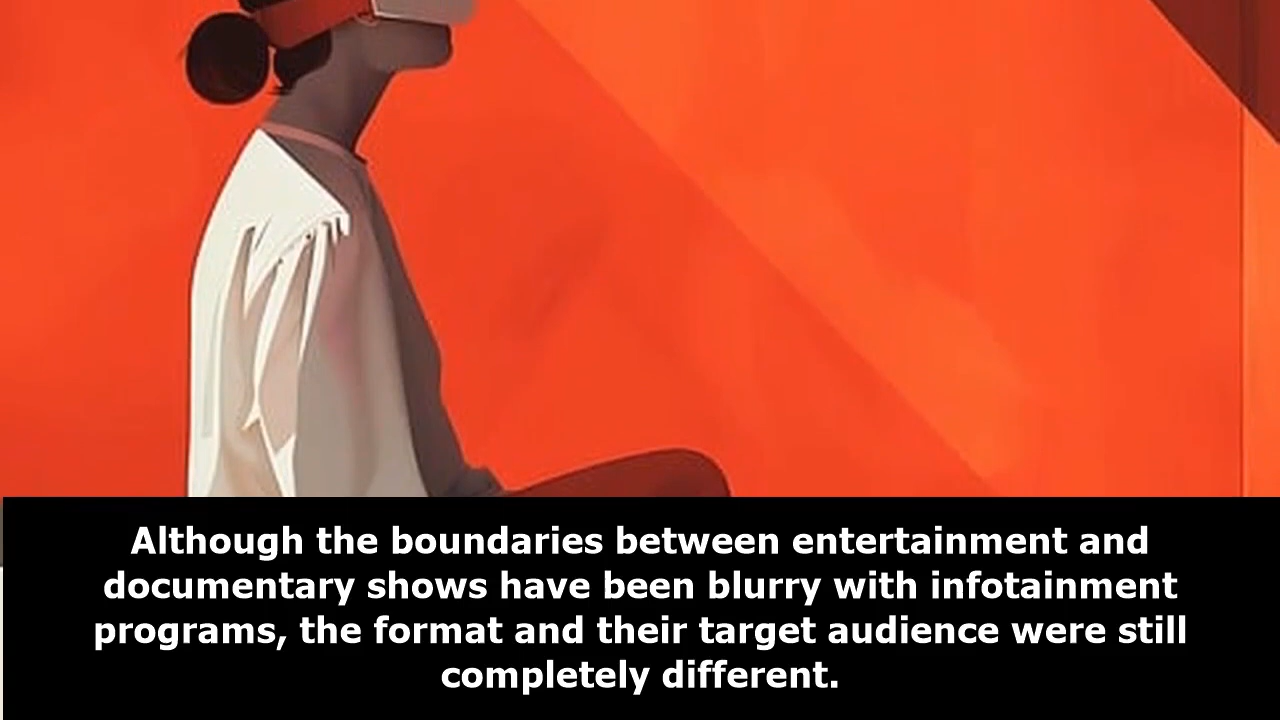 Although the boundaries between entertainment and
documentary shows have been blurry with infotainment
programs, the format and their target audience were still
completely different.